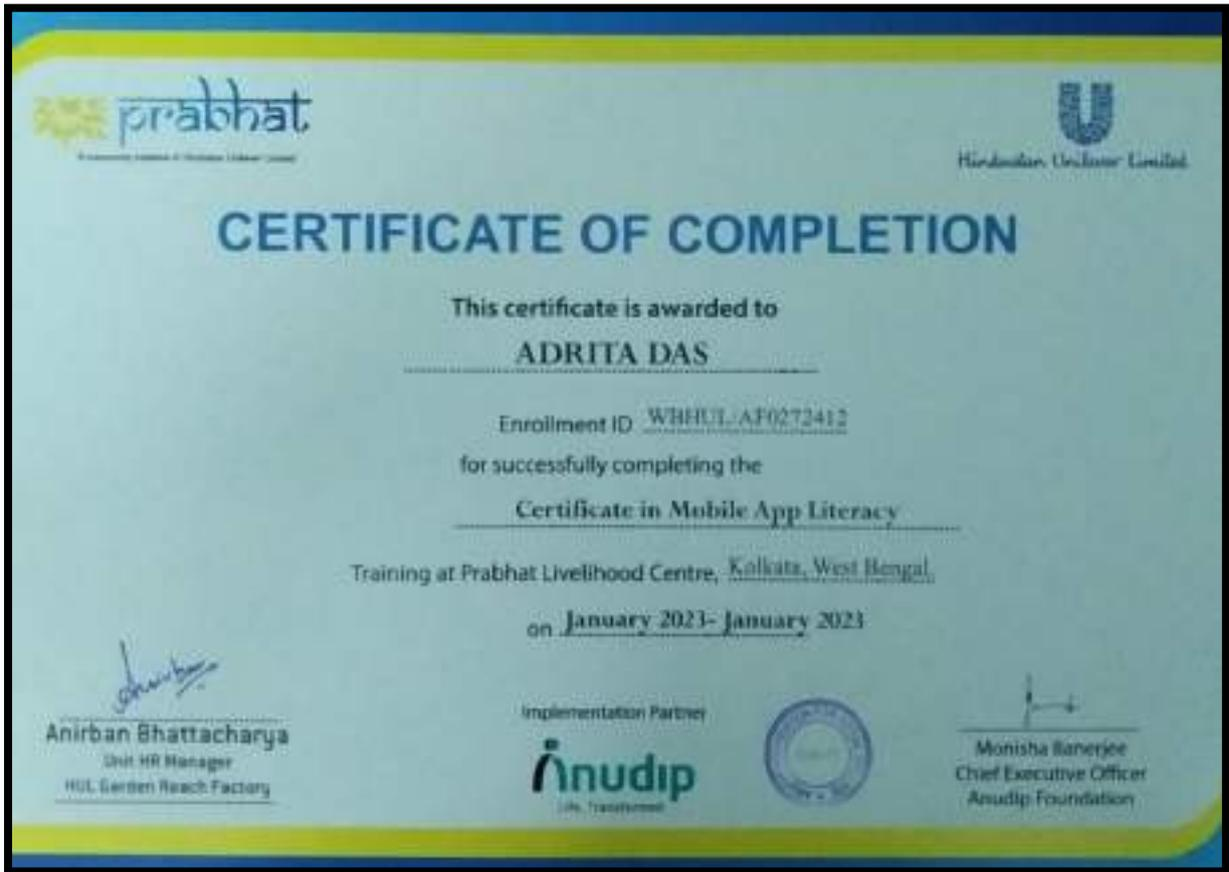 prabhat
Hindustan Unilever Limited
CERTIFICATE OF COMPLETION
This certificate is awarded to
ADRITA DAS
Enrollment ID WBHUL/AF0272412
for successfully completing the
Certificate in Mobile App Literacy
Training at Prabhat Livelihood Centre, Kolkata, West Bengal.
on January 2023- January 2023
Anirban Bhattacharya
Unit HR Manager
HUL Garden Reach Factory
Implementation Partner
Anudip
Life. Transformed
Monisha Banerjee
Chief Executive Officer
Anudip Foundation